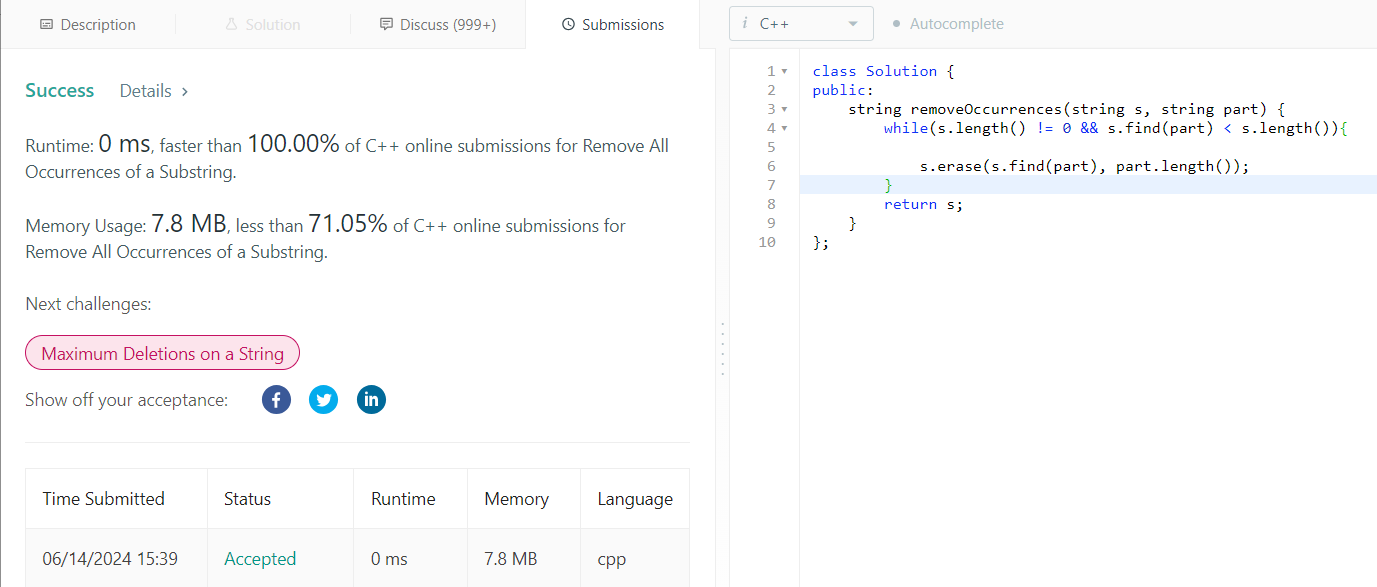 Description
Solution
Discuss (999+)
Submissions
Success
Details >
Runtime: 0 ms, faster than 100.00% of C++ online submissions for Remove All
Occurrences of a Substring.
Memory Usage: 7.8 MB, less than 71.05% of C++ online submissions for
Remove All Occurrences of a Substring.
Next challenges:
Maximum Deletions on a String
Show off your acceptance:
f
in
Time Submitted Status Runtime Memory Language
06/14/2024 15:39 Accepted 0 ms 7.8 MB cpp
i C++
Autocomplete
1 class Solution {
2 public:
3     string removeOccurrences(string s, string part) {
4         while(s.length() != 0 && s.find(part) < s.length()){
5
6             s.erase(s.find(part), part.length());
7         }
8         return s;
9     }
10 };